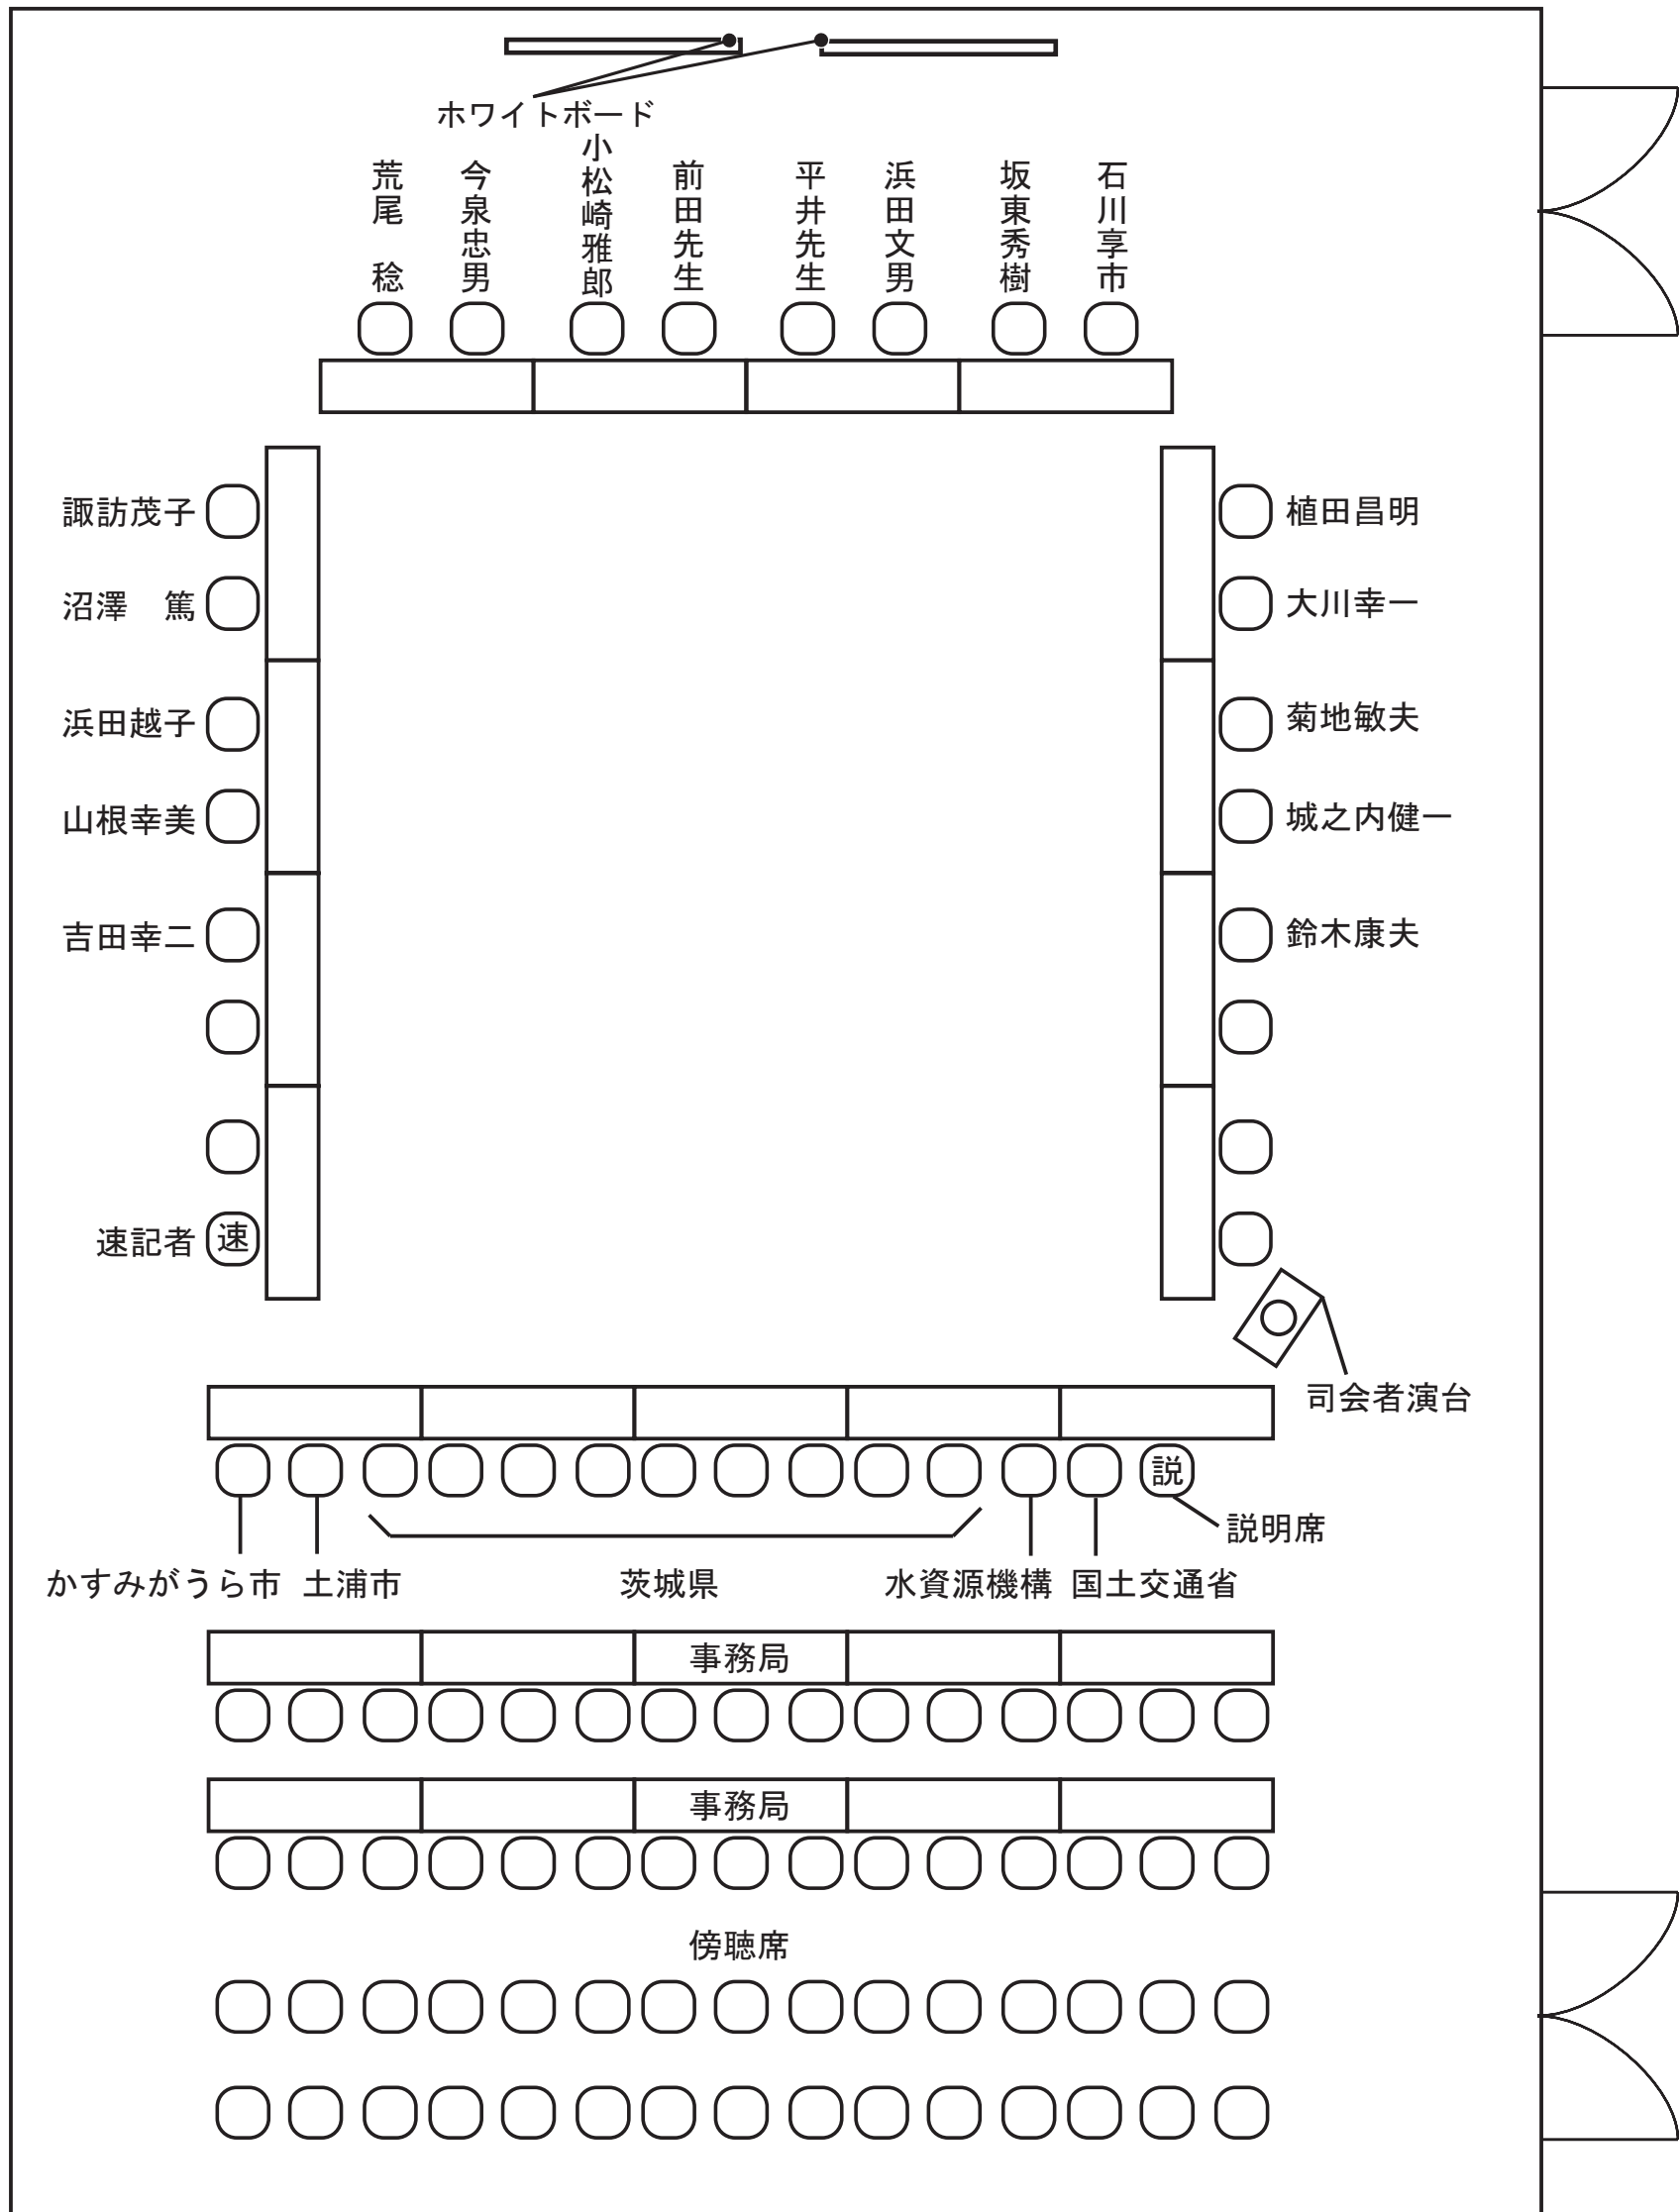 ホワイトボード
荒尾　稔
今泉忠男
小松崎雅郎
前田先生
平井先生
浜田文男
坂東秀樹
石川享市
諏訪茂子
植田昌明
沼澤　篤
大川幸一
浜田越子
菊地敏夫
山根幸美
城之内健一
吉田幸二
鈴木康夫
速記者
速
司会者演台
説
説明席
かすみがうら市
土浦市
茨城県
水資源機構
国土交通省
事務局
事務局
傍聴席